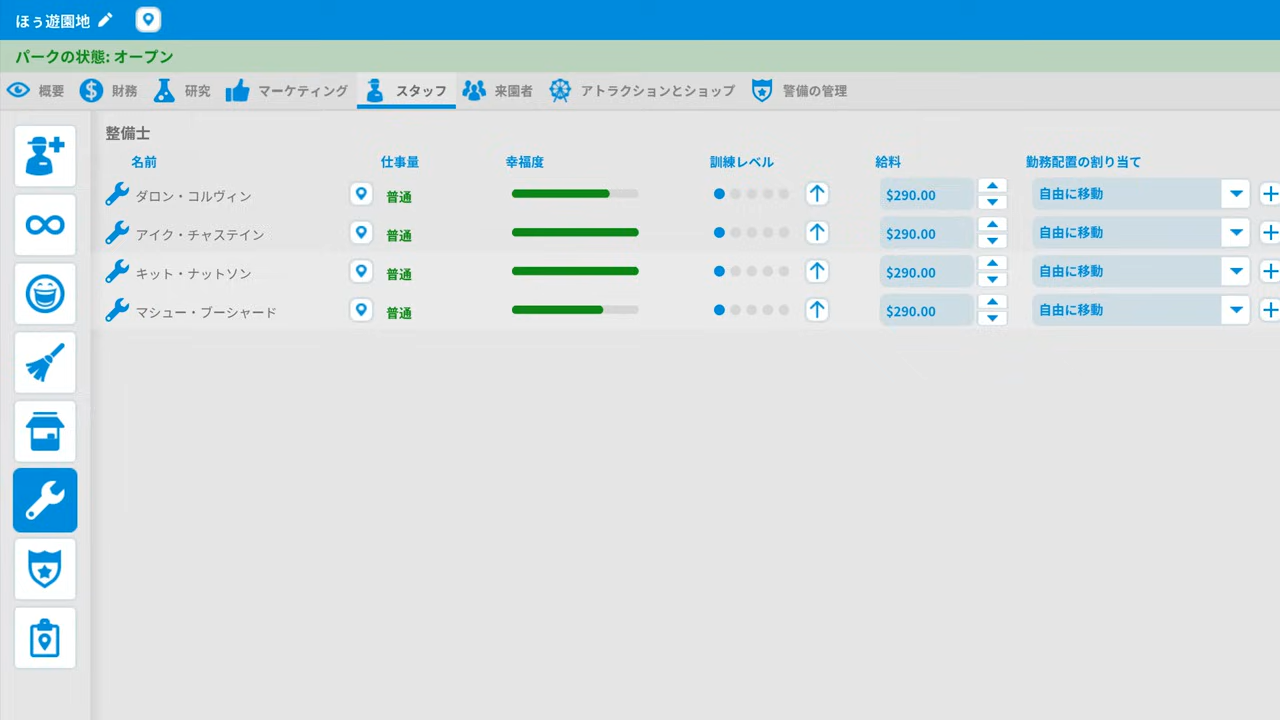 ほぅ遊園地
パークの状態: オープン
概要 財務 研究 マーケティング スタッフ 来園者 アトラクションとショップ 警備の管理
整備士
名前 仕事量 幸福度 訓練レベル 給料 勤務配置の割り当て
ダロン・コルヴィン 普通 $290.00 自由に移動
アイク・チャステイン 普通 $290.00 自由に移動
キット・ナットソン 普通 $290.00 自由に移動
マシュー・ブーシャード 普通 $290.00 自由に移動